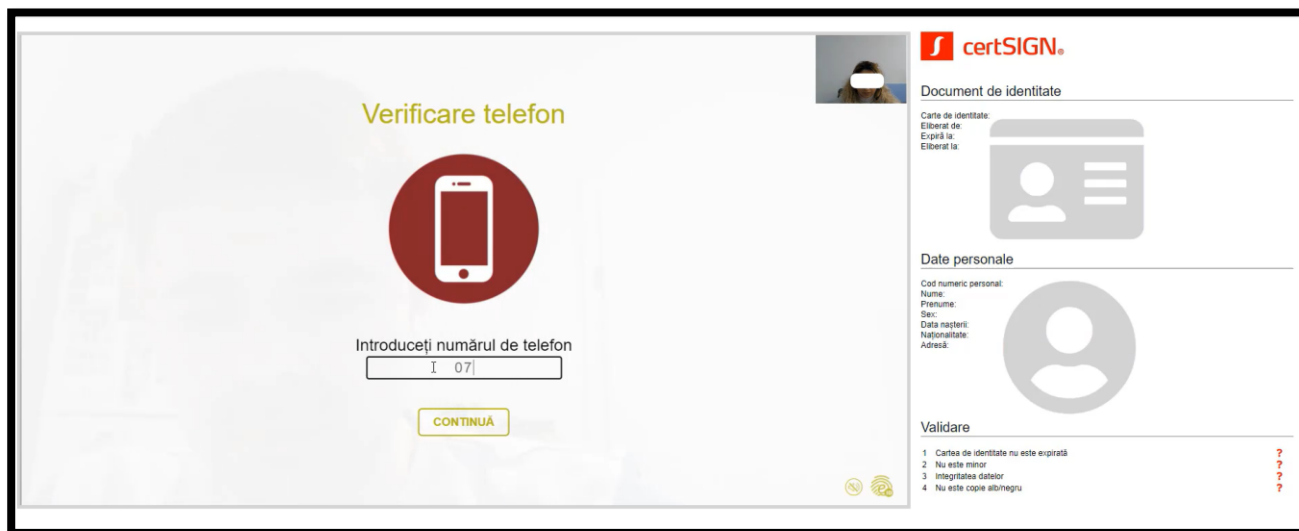 Verificare telefon
Introduceți numărul de telefon
07
CONTINUĂ
certSIGN®
Document de identitate
Carte de identitate:
Eliberat de:
Expiră la:
Eliberat la:
Date personale
Cod numeric personal:
Nume:
Prenume:
Sex:
Data nașterii:
Naționalitate:
Adresă:
Validare
1 Cartea de identitate nu este expirată ?
2 Nu este minor ?
3 Integritatea datelor ?
4 Nu este copie alb/negru ?